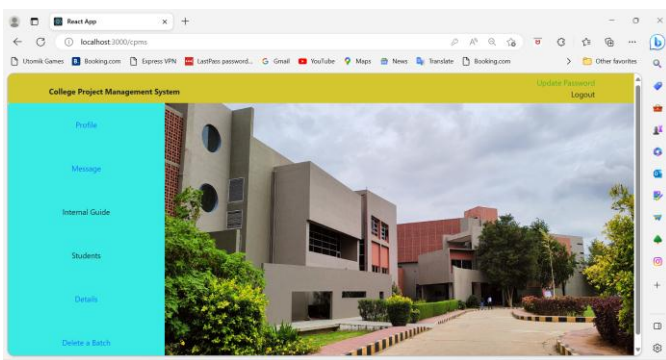 React App
localhost:3000/cpms
Utomik Games Booking.com Express VPN LastPass password... Gmail YouTube Maps News Translate Booking.com Other favorites
College Project Management System
Update Password
Logout
Profile
Message
Internal Guide
Students
Details
Delete a Batch